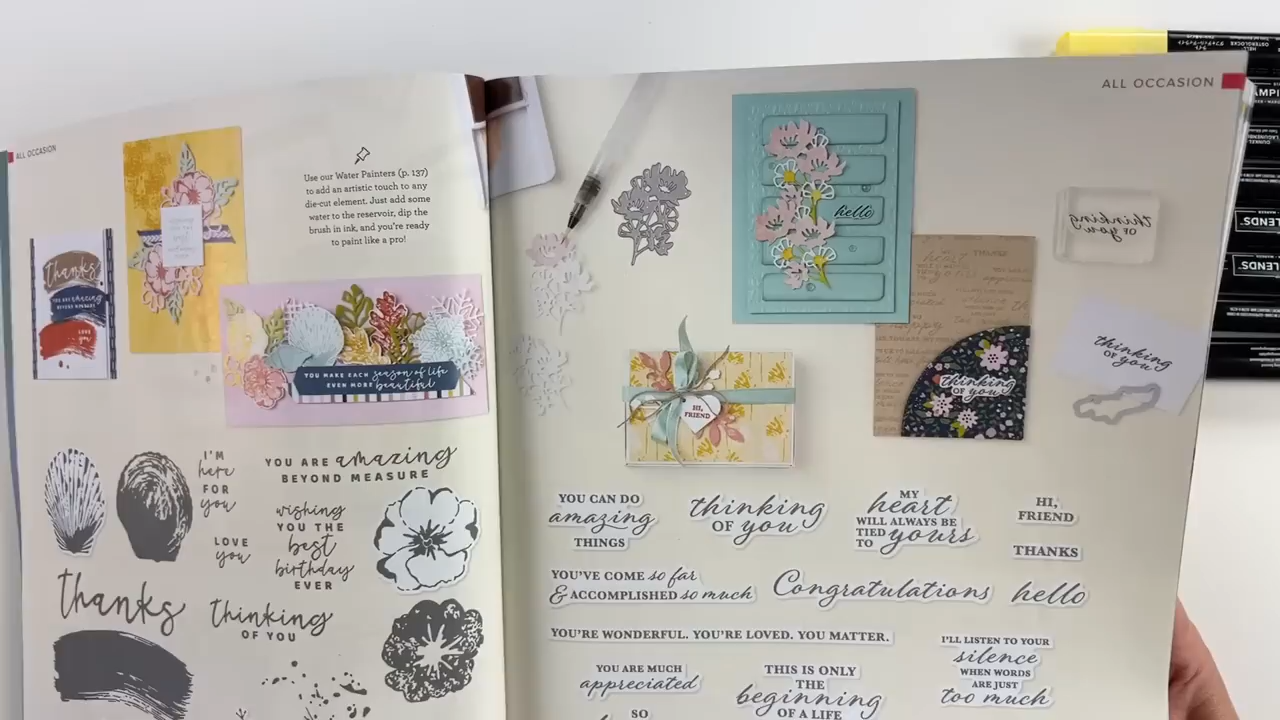 ALL OCCASION
Use our Water Painters (p. 137)
to add an artistic touch to any
die-cut element. Just add some
water to the reservoir, dip the
brush in ink, and you're ready
to paint like a pro!
thanks
YOU ARE amazing
BEYOND MEASURE
LOVE
you
YOU MAKE EACH season of life
EVEN MORE beautiful
I'M
here
FOR
you
YOU ARE amazing
BEYOND MEASURE
wishing
YOU THE
best
birthday
EVER
LOVE
you
thanks
thinking
OF YOU
ALL OCCASION
hello
thinking
OF you
thinking
OF you
thinking
OF you
HI,
FRIEND
YOU CAN DO
amazing
THINGS
thinking
OF you
MY
heart
WILL ALWAYS BE
TIED
TO yours
HI,
FRIEND
THANKS
YOU'VE COME so far
& ACCOMPLISHED so much
Congratulations
hello
YOU'RE WONDERFUL. YOU'RE LOVED. YOU MATTER.
YOU ARE MUCH
appreciated
THIS IS ONLY
THE
beginning
OF A LIFE
I'LL LISTEN TO YOUR
silence
WHEN WORDS
ARE JUST
too much
SO